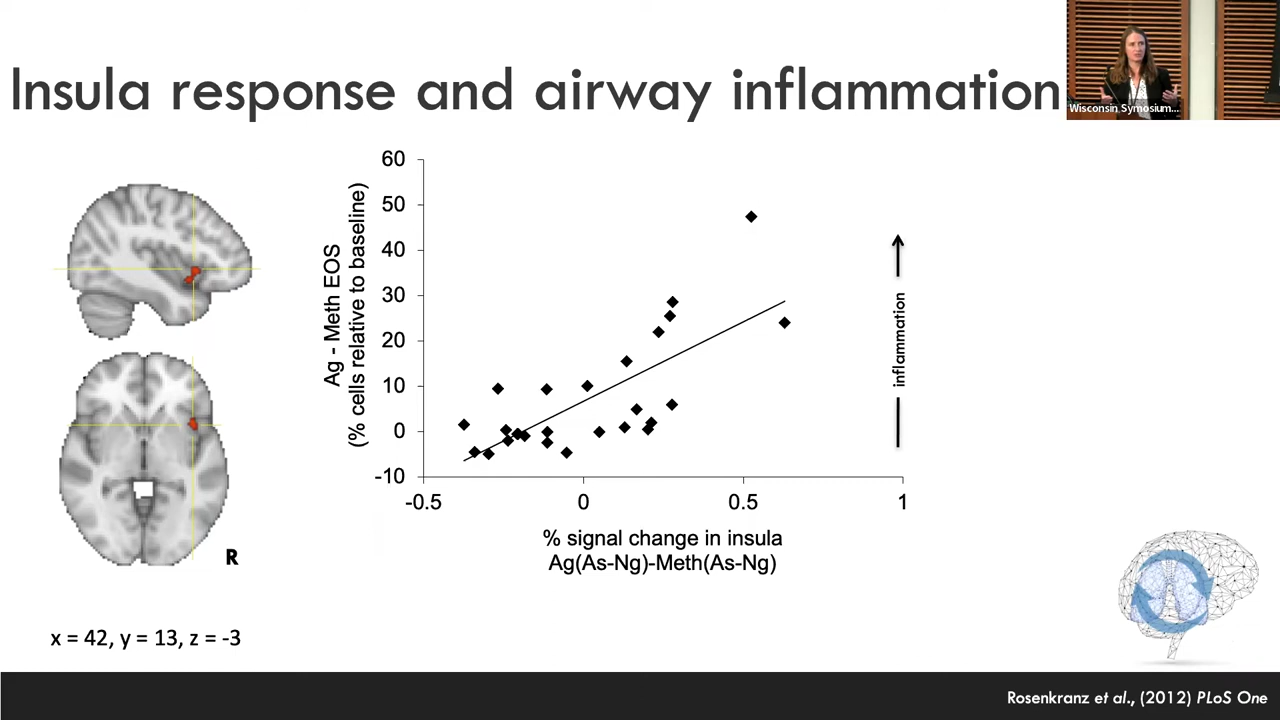 Insula response and airway inflammation
Wisconsin Symosium...
60
50
40
30
20
10
0
-10
Ag - Meth EOS
(% cells relative to baseline)
-0.5
0
0.5
1
% signal change in insula
Ag(As-Ng)-Meth(As-Ng)
inflammation
R
x = 42, y = 13, z = -3
Rosenkranz et al., (2012) PLoS One